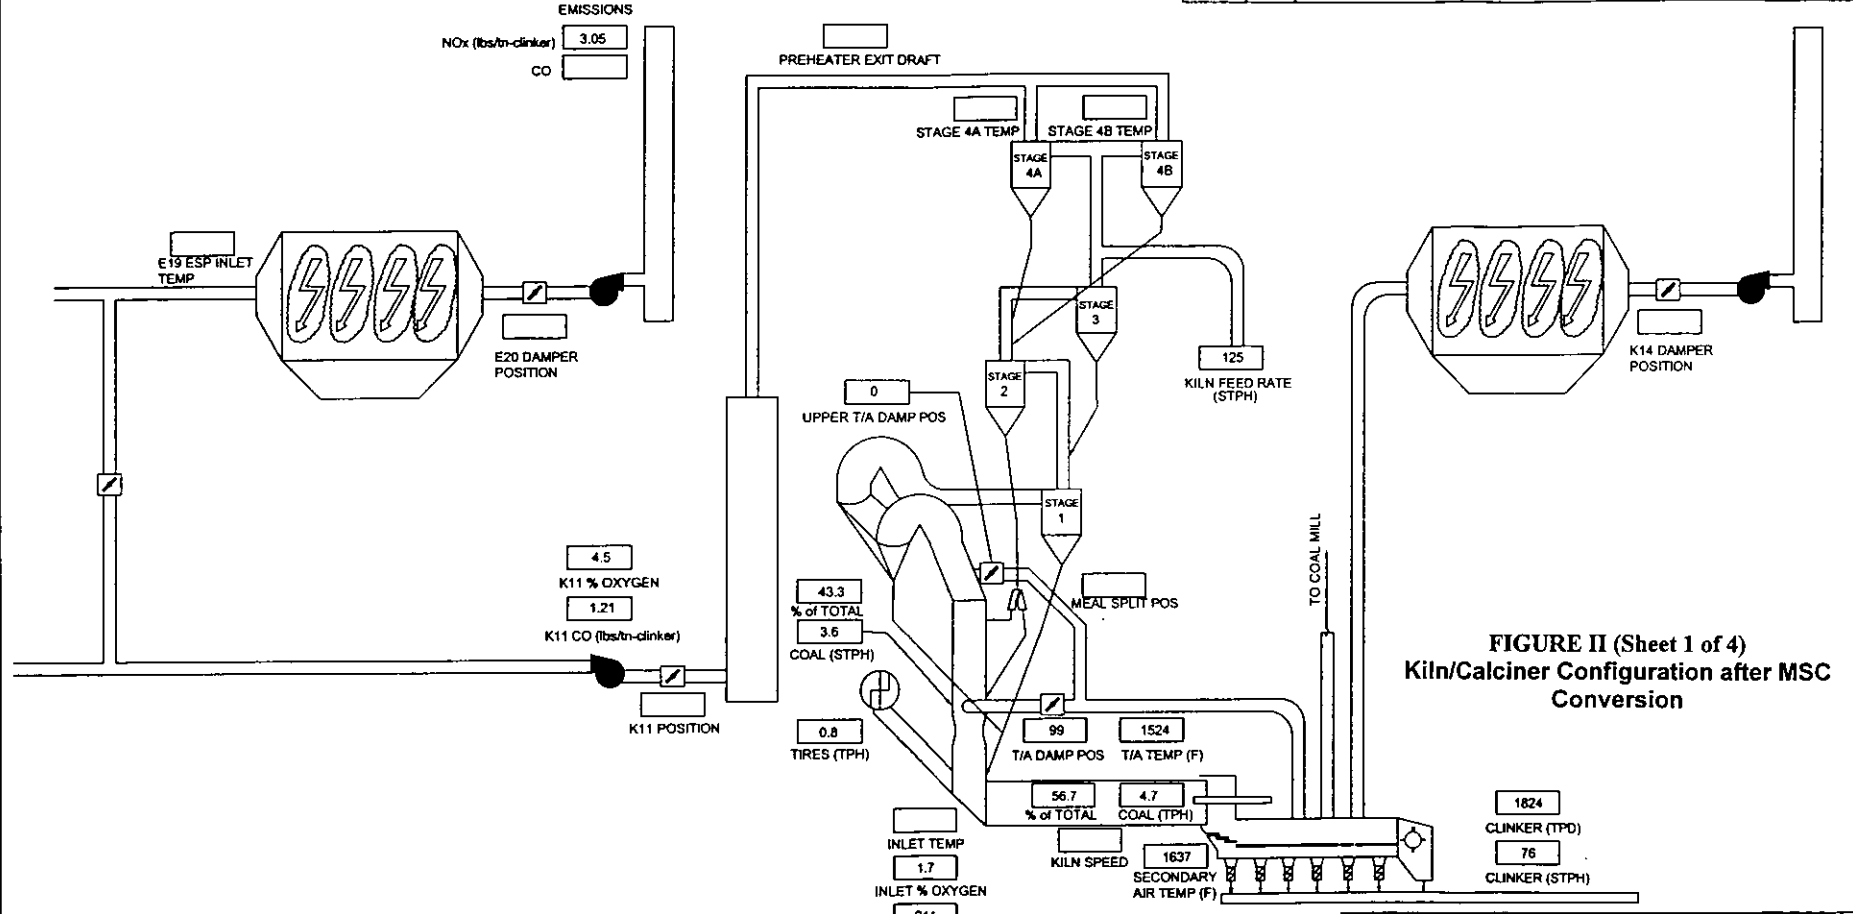 EMISSIONS
NOx (lbs/tn-clinker) 3.05
CO
PREHEATER EXIT DRAFT
STAGE 4A TEMP
STAGE 4B TEMP
STAGE
4A
STAGE
4B
E19 ESP INLET
TEMP
E20 DAMPER
POSITION
STAGE
3
125
KILN FEED RATE
(STPH)
K14 DAMPER
POSITION
STAGE
2
0
UPPER T/A DAMP POS
STAGE
1
TO COAL MILL
4.5
K11 % OXYGEN
1.21
K11 CO (lbs/tn-clinker)
43.3
% of TOTAL
3.6
COAL (STPH)
MEAL SPLIT POS
FIGURE II (Sheet 1 of 4)
Kiln/Calciner Configuration after MSC
Conversion
K11 POSITION
0.8
TIRES (TPH)
99
T/A DAMP POS
1524
T/A TEMP (F)
56.7
% of TOTAL
4.7
COAL (TPH)
1824
CLINKER (TPD)
INLET TEMP
KILN SPEED
1637
SECONDARY
AIR TEMP (F)
76
CLINKER (STPH)
1.7
INLET % OXYGEN